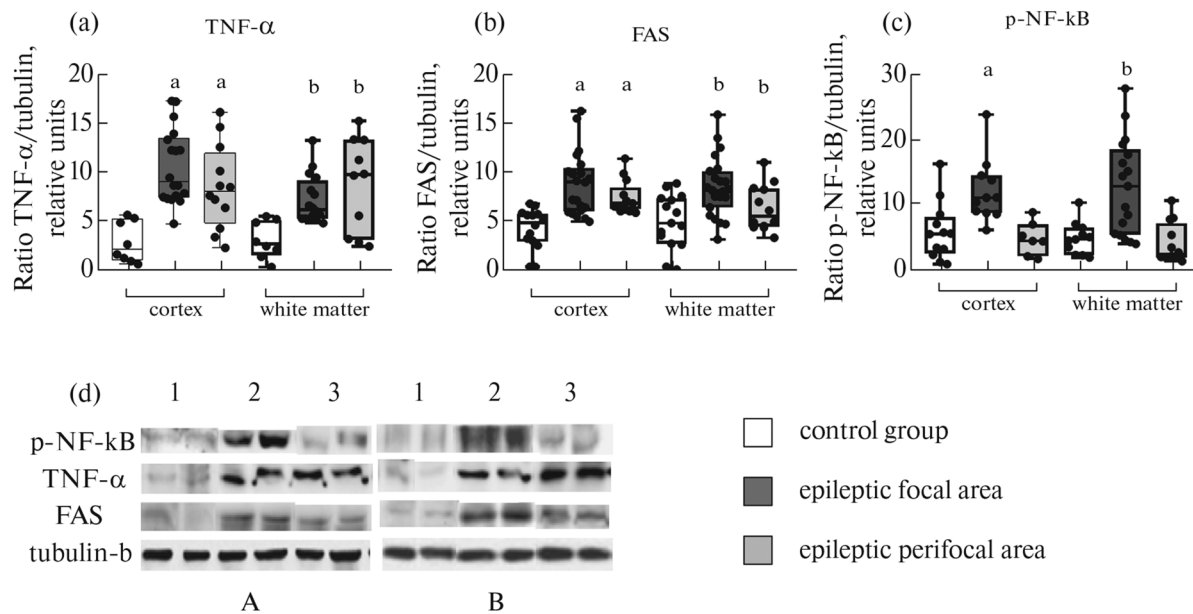 (a)
TNF-α
Ratio TNF-α/tubulin,
relative units
20
15
10
5
0
a
a
b
b
cortex
white matter
(b)
FAS
Ratio FAS/tubulin,
relative units
20
15
10
5
0
a
a
b
b
cortex
white matter
(c)
p-NF-kB
Ratio p-NF-kB/tubulin,
relative units
30
20
10
0
a
b
cortex
white matter
(d)
1 2 3 1 2 3
p-NF-kB
TNF-α
FAS
tubulin-b
A B
control group
epileptic focal area
epileptic perifocal area